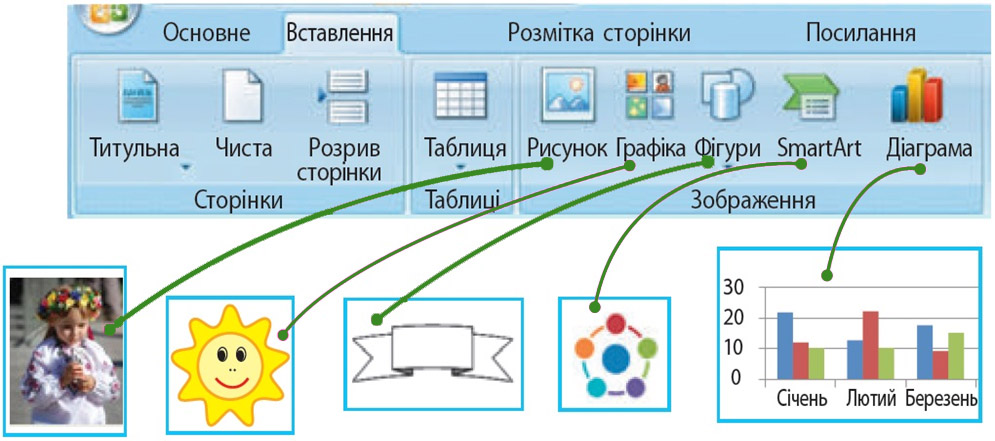 Основне Вставлення Розмітка сторінки Посилання
Титульна Чиста Розрив сторінки Таблиця Рисунок Графіка Фігури SmartArt Діаграма
Сторінки Таблиці Зображення
30
20
10
0
Січень Лютий Березень